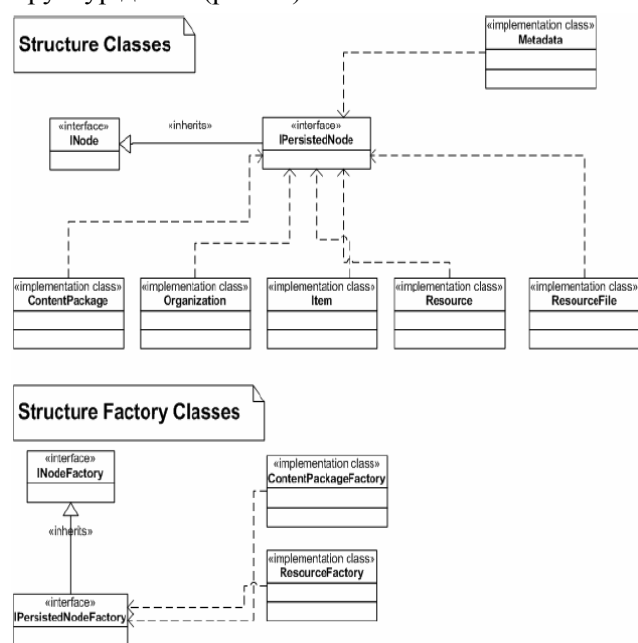 Structure Classes
«implementation class»
Metadata
«interface»
INode
«inherits»
«interface»
IPersistedNode
«implementation class»
ContentPackage
«implementation class»
Organization
«implementation class»
Item
«implementation class»
Resource
«implementation class»
ResourceFile
Structure Factory Classes
«interface»
INodeFactory
«implementation class»
ContentPackageFactory
«inherits»
«implementation class»
ResourceFactory
«interface»
IPersistedNodeFactory